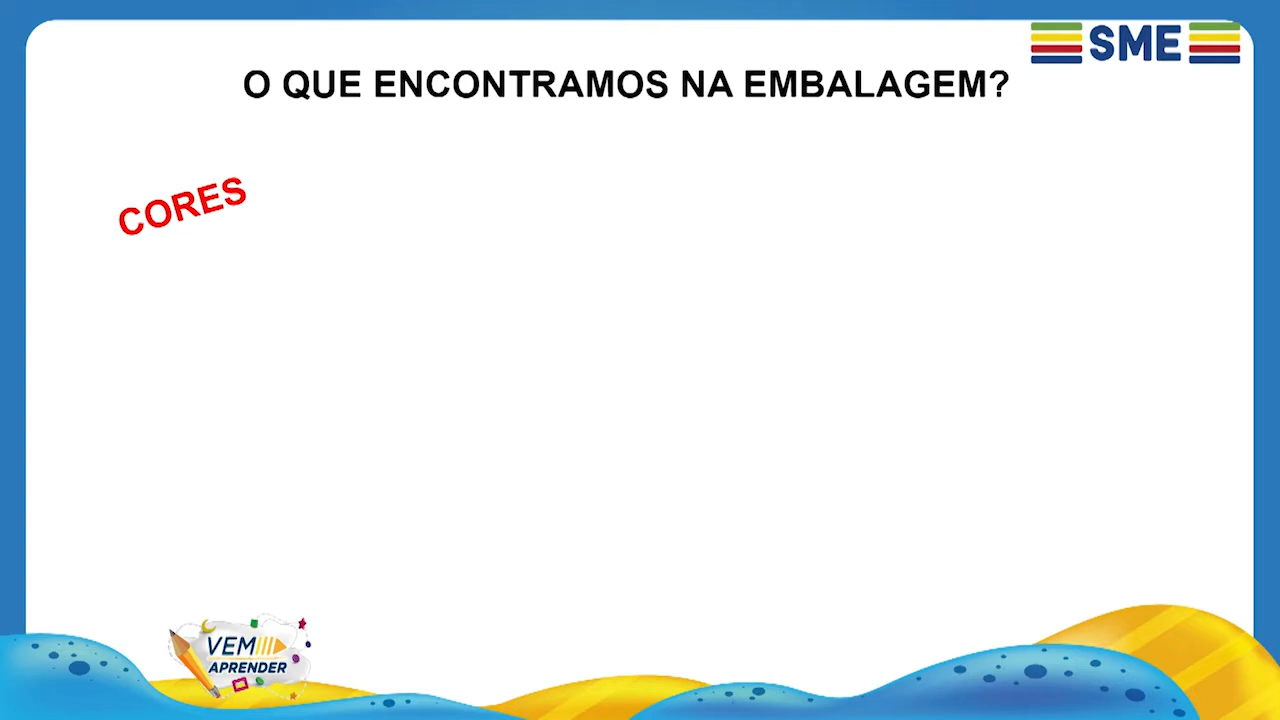 SME
O QUE ENCONTRAMOS NA EMBALAGEM?
CORES
VEM
APRENDER